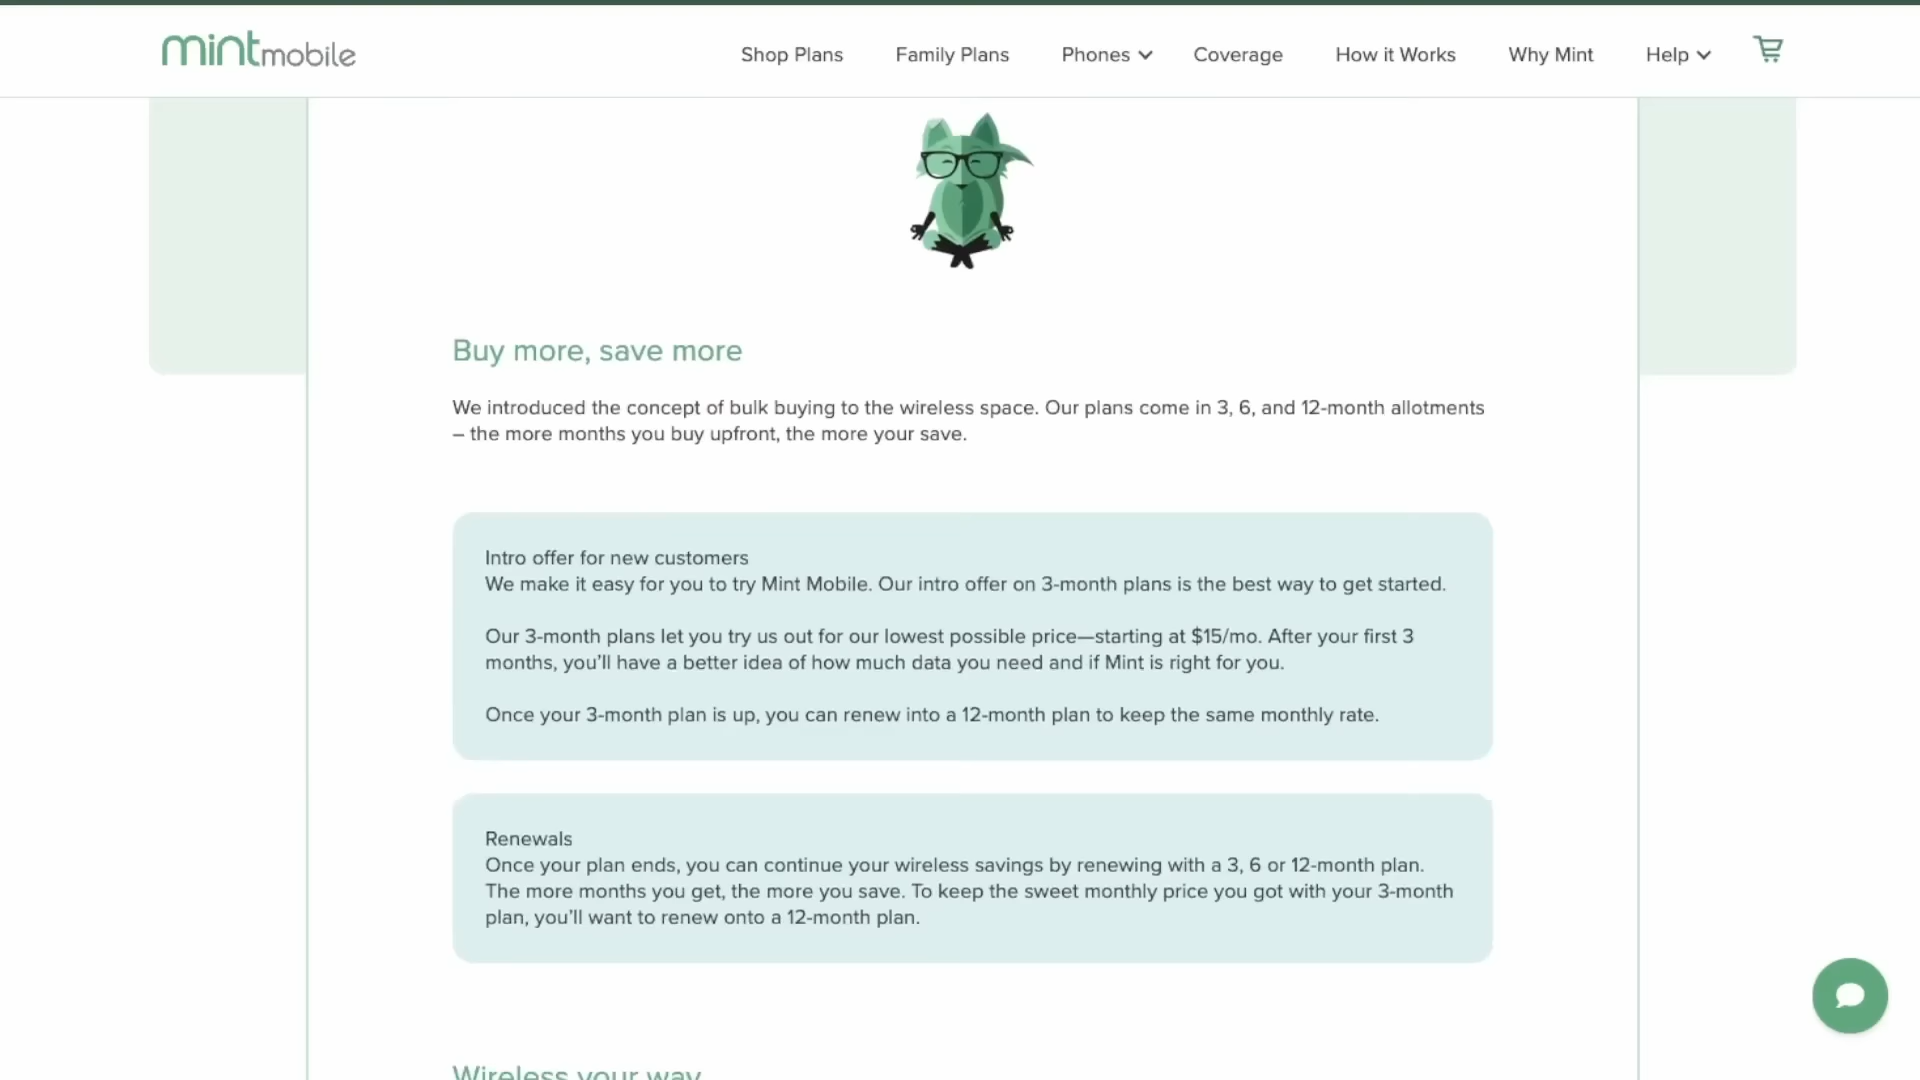 mintmobile
Shop Plans
Family Plans
Phones
Coverage
How it Works
Why Mint
Help
Buy more, save more
We introduced the concept of bulk buying to the wireless space. Our plans come in 3, 6, and 12-month allotments
– the more months you buy upfront, the more your save.
Intro offer for new customers
We make it easy for you to try Mint Mobile. Our intro offer on 3-month plans is the best way to get started.
Our 3-month plans let you try us out for our lowest possible price—starting at $15/mo. After your first 3
months, you’ll have a better idea of how much data you need and if Mint is right for you.
Once your 3-month plan is up, you can renew into a 12-month plan to keep the same monthly rate.
Renewals
Once your plan ends, you can continue your wireless savings by renewing with a 3, 6 or 12-month plan.
The more months you get, the more you save. To keep the sweet monthly price you got with your 3-month
plan, you’ll want to renew onto a 12-month plan.
Wireless your way